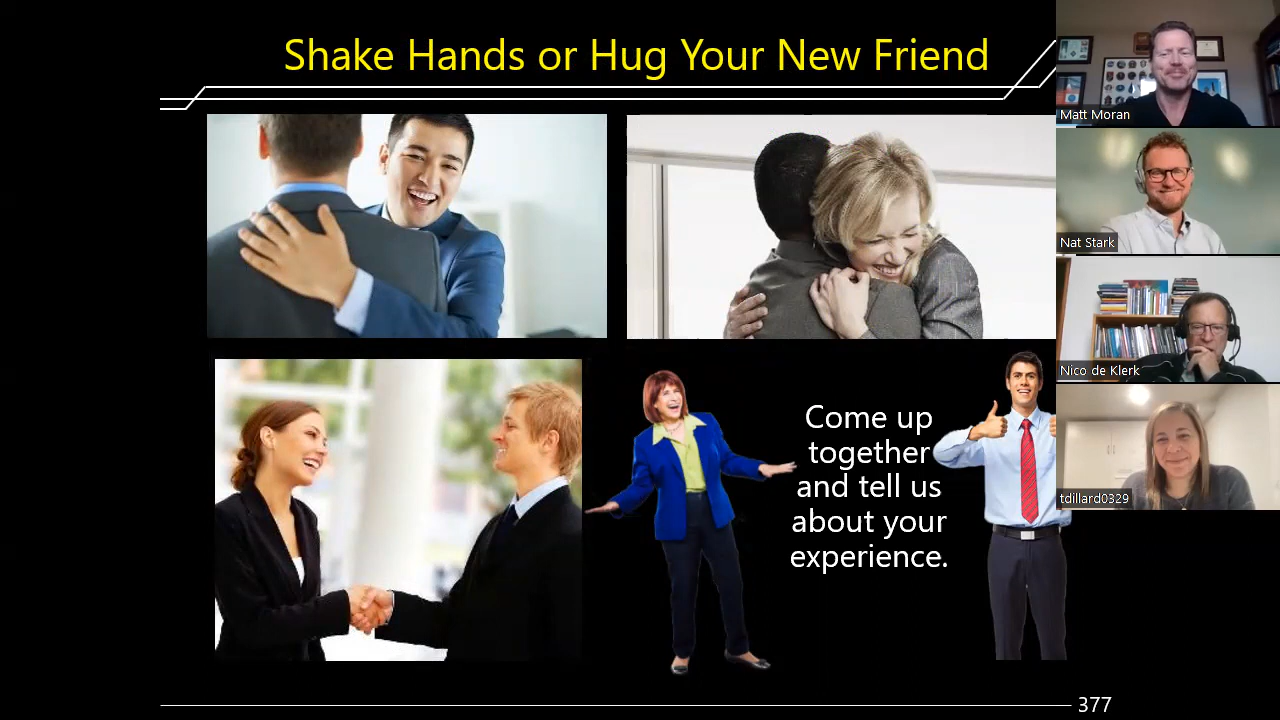 Shake Hands or Hug Your New Friend
Matt Moran
Nat Stark
Nico de Klerk
tdillard0329
Come up
together
and tell us
about your
experience.
377